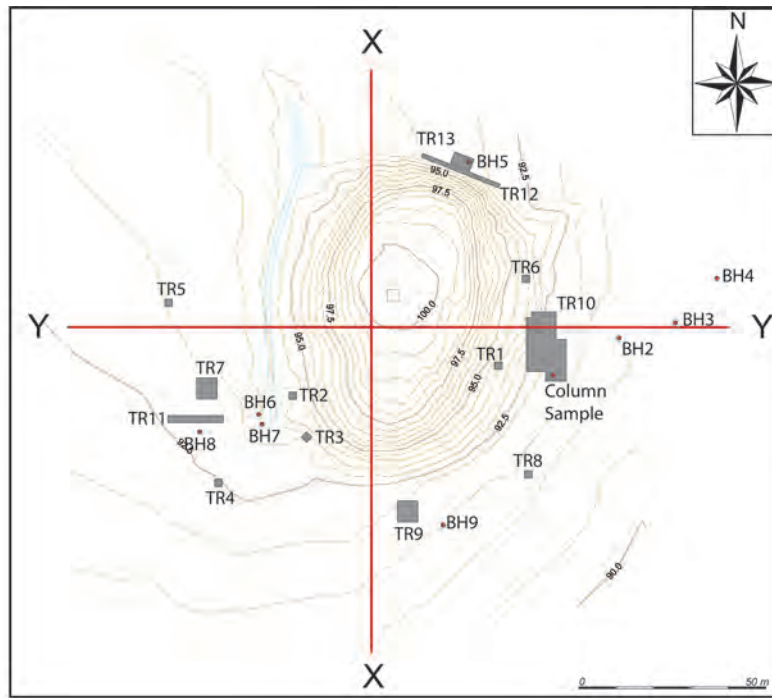 N
X
TR13
BH5
95.0
92.5
97.5
TR12
TR6
BH4
TR5
TR10
100.0
97.5
BH3
Y
Y
BH2
95.0
TR1
97.5
TR7
95.0
Column
Sample
TR2
BH6
TR11
BH7
92.5
BH8
TR3
TR8
TR4
TR9
BH9
90.0
X
0
50 m